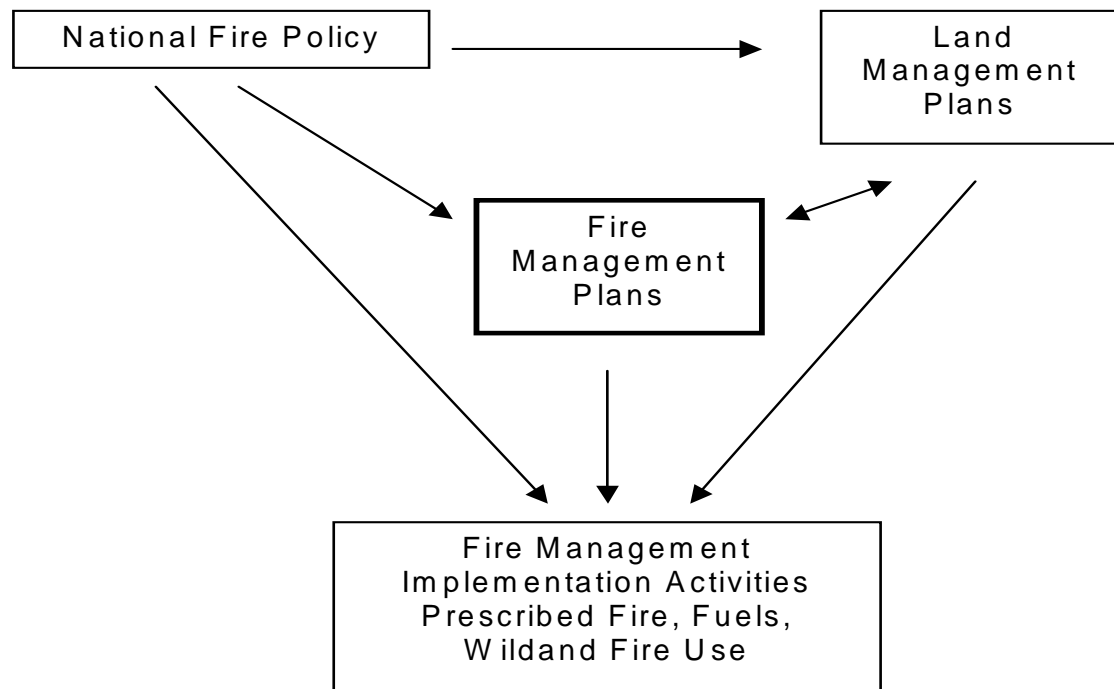 National Fire Policy
Land
Management
Plans
Fire
Management
Plans
Fire Management
Implementation Activities
Prescribed Fire, Fuels,
Wildand Fire Use